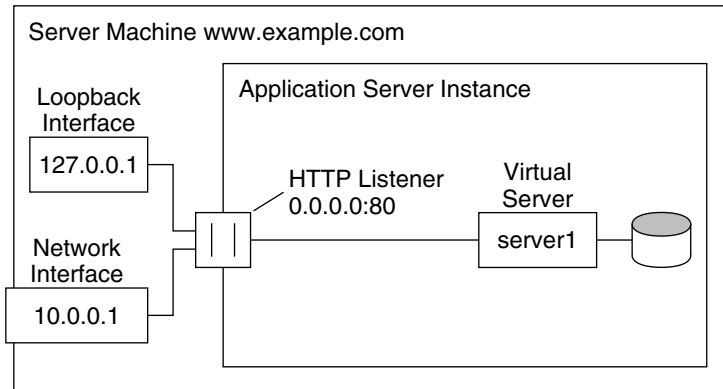 Server Machine www.example.com
Application Server Instance
Loopback
Interface
127.0.0.1
HTTP Listener
0.0.0.0:80
Virtual
Server
server1
Network
Interface
10.0.0.1